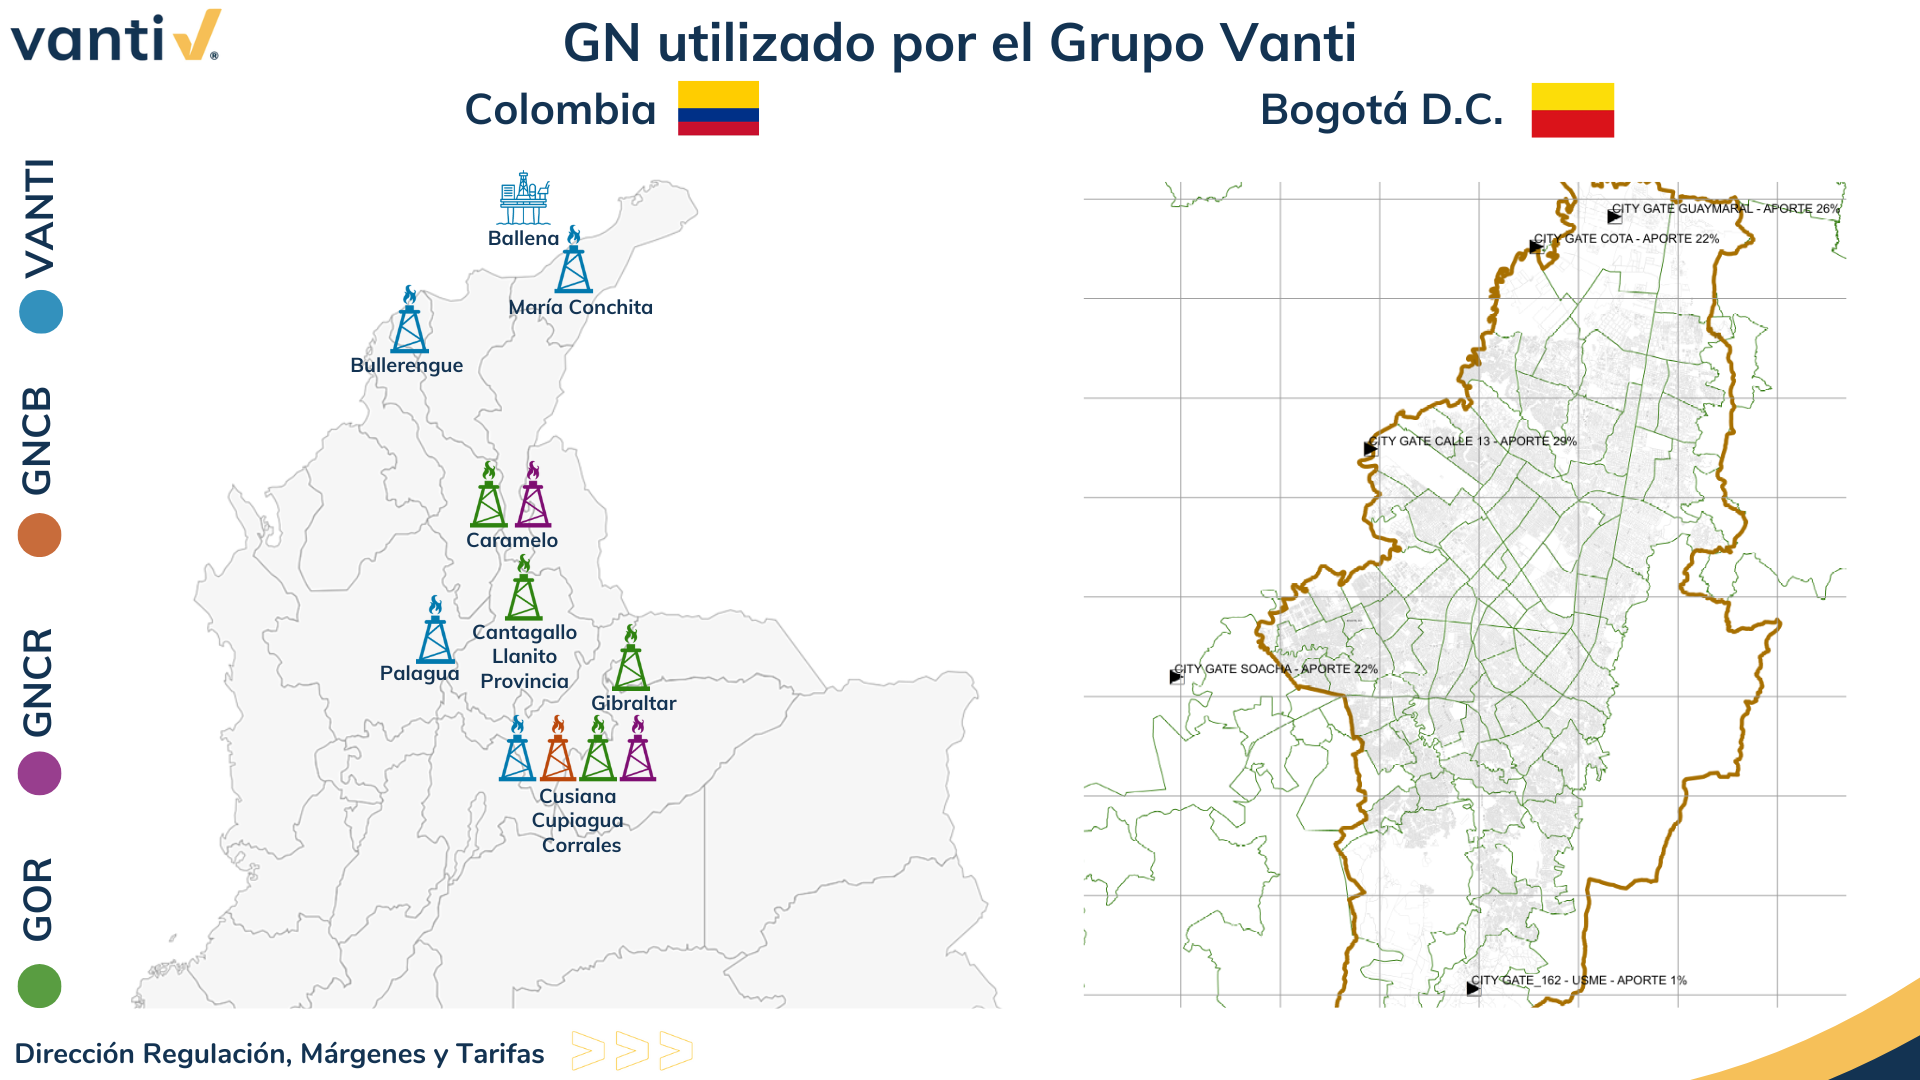 vanti®
GN utilizado por el Grupo Vanti
Colombia
Bogotá D.C.
VANTI
GNCB
GNCR
GOR
Ballena
María Conchita
Bullerengue
Caramelo
Cantagallo
Llanito
Provincia
Palagua
Gibraltar
Cusiana
Cupiagua
Corrales
CITY GATE GUAYMARAL - APORTE 26%
CITY GATE COTA - APORTE 22%
CITY GATE CALLE 13 - APORTE 29%
CITY GATE SOACHA - APORTE 22%
CITY GATE_162 - USME - APORTE 1%
Dirección Regulación, Márgenes y Tarifas